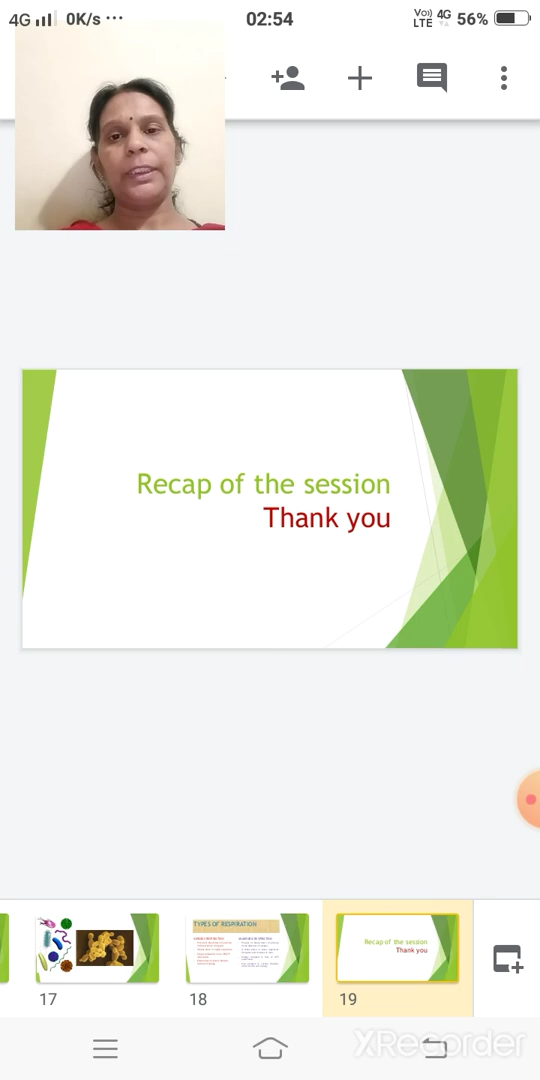 4G 0K/s ··· 02:54 Vo)) LTE 4G 56%
Recap of the session
Thank you
TYPES OF RESPIRATION
Recap of the session
Thank you
17 18 19
XRecorder